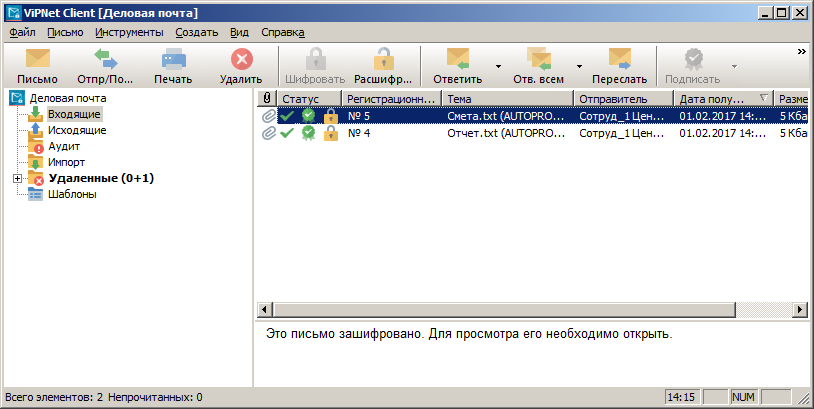 ViPNet Client [Деловая почта]
Файл Письмо Инструменты Создать Вид Справка
Письмо Отпр/По... Печать Удалить Шифровать Расшифр... Ответить Отв. всем Переслать Подписать »
Деловая почта
Входящие
Исходящие
Аудит
Импорт
Удаленные (0+1)
Шаблоны
Статус Регистрационн... Тема Отправитель Дата полу... Разме
№ 5 Смета.txt (AUTOPRO... Сотруд_1 Цен... 01.02.2017 14:... 5 Кба
№ 4 Отчет.txt (AUTOPRO... Сотруд_1 Цен... 01.02.2017 14:... 5 Кба
Это письмо зашифровано. Для просмотра его необходимо открыть.
Всего элементов: 2 Непрочитанных: 0 14:15 NUM